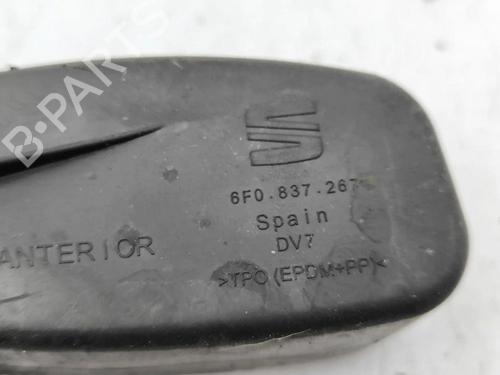 B-PARTS
6F0.837.267
Spain
ANTERIOR
DV7
>TPO(EPDM+PP)<